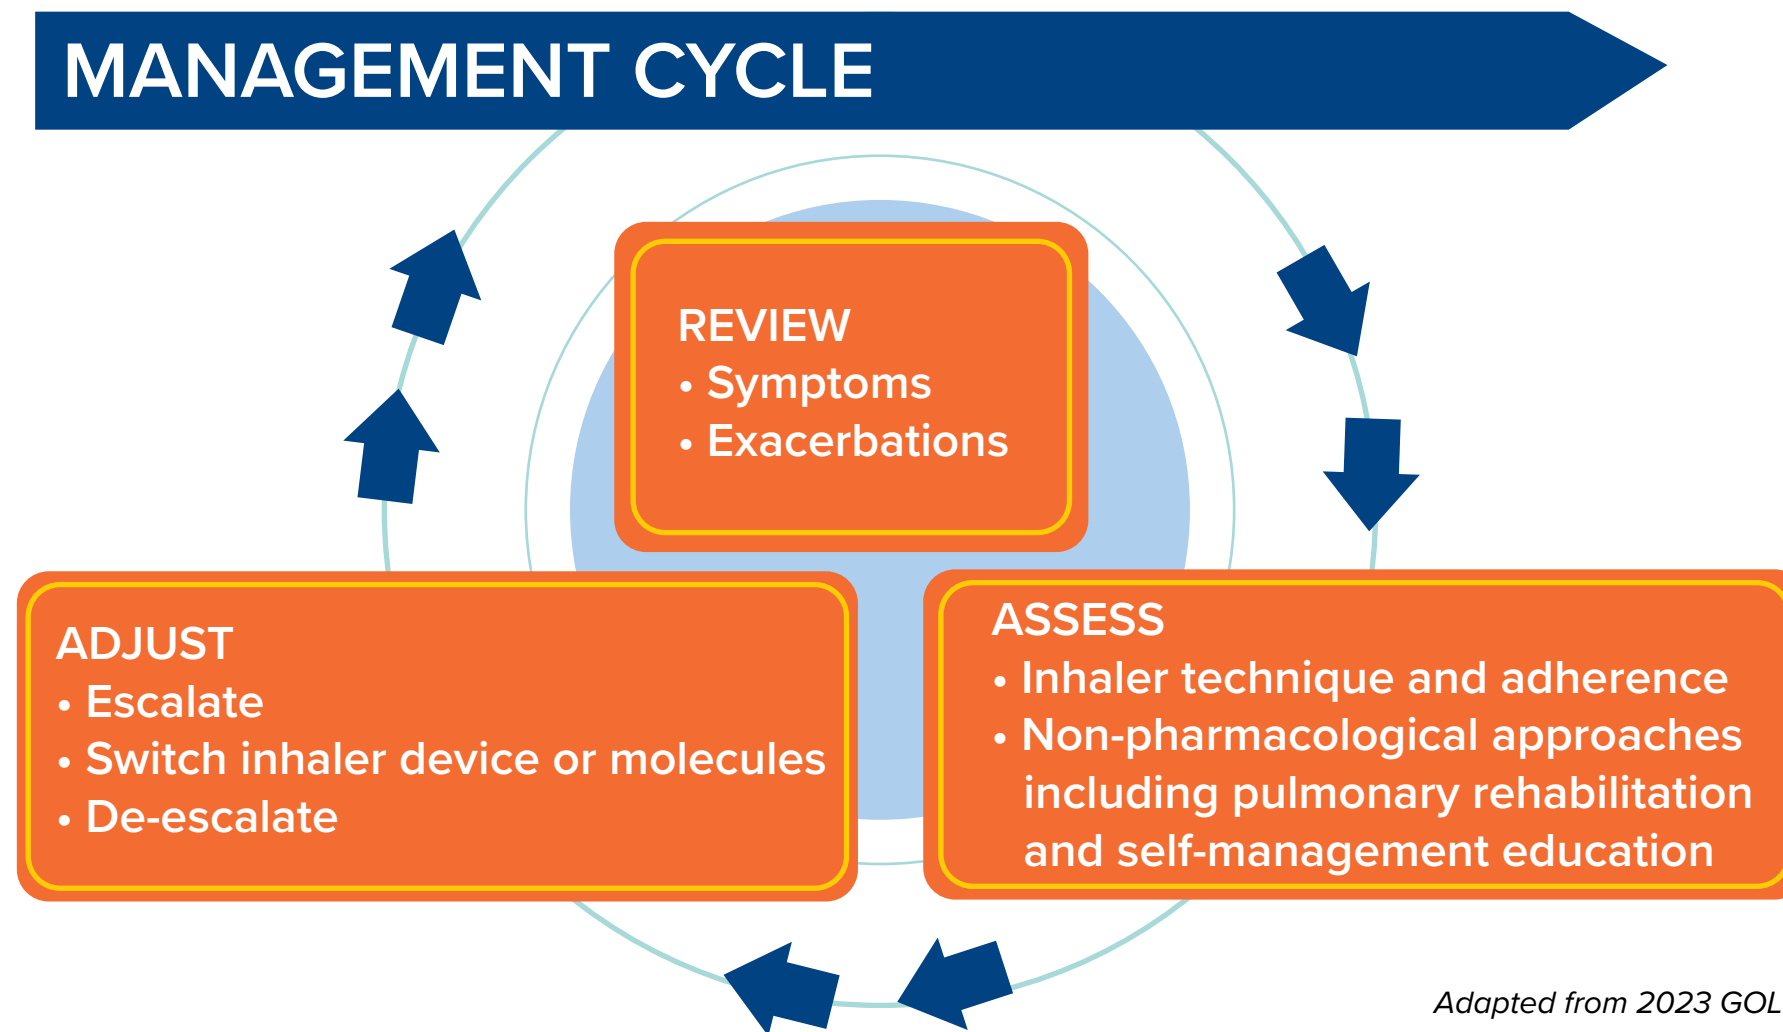 MANAGEMENT CYCLE
REVIEW
• Symptoms
• Exacerbations
ADJUST
• Escalate
• Switch inhaler device or molecules
• De-escalate
ASSESS
• Inhaler technique and adherence
• Non-pharmacological approaches
including pulmonary rehabilitation
and self-management education
Adapted from 2023 GOL